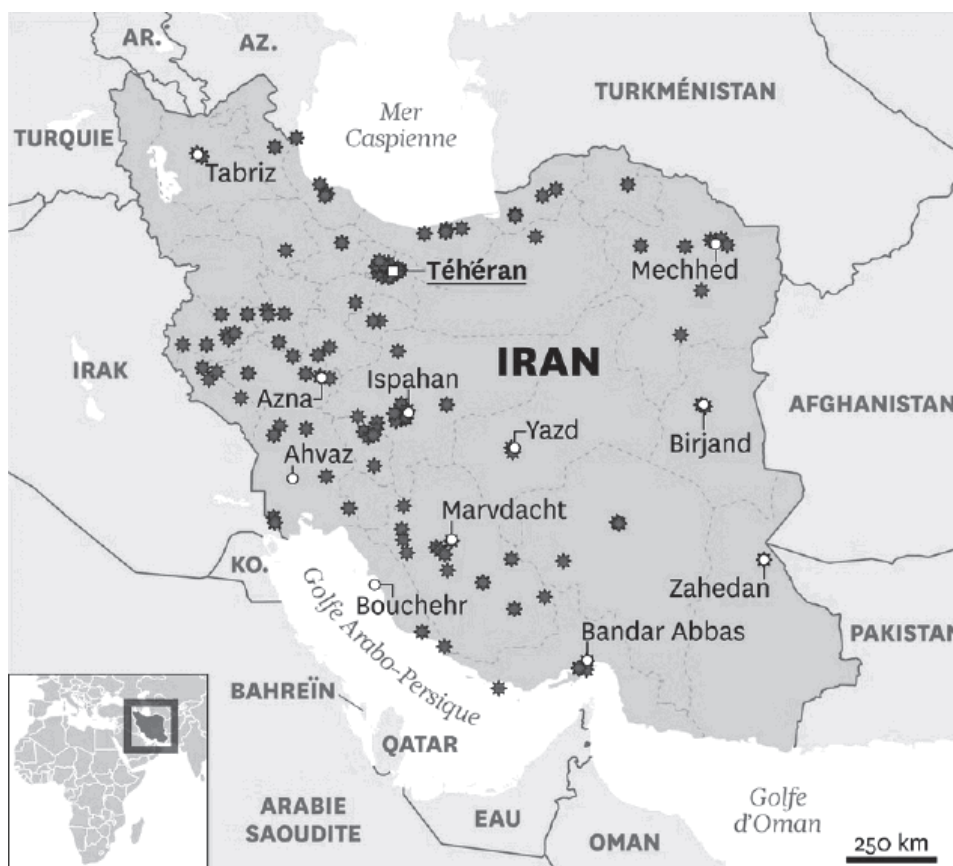 AR.
AZ.
TURKMÉNISTAN
Mer
Caspienne
TURQUIE
Tabriz
Téhéran
Mechhed
IRAN
IRAK
Ispahan
Azna
AFGHANISTAN
Yazd
Birjand
Ahvaz
Marvdacht
KO.
Zahedan
Bouchehr
Golfe Arabo-Persique
Bandar Abbas
PAKISTAN
BAHREÏN
QATAR
ARABIE
SAOUDITE
EAU
OMAN
Golfe
d'Oman
250 km